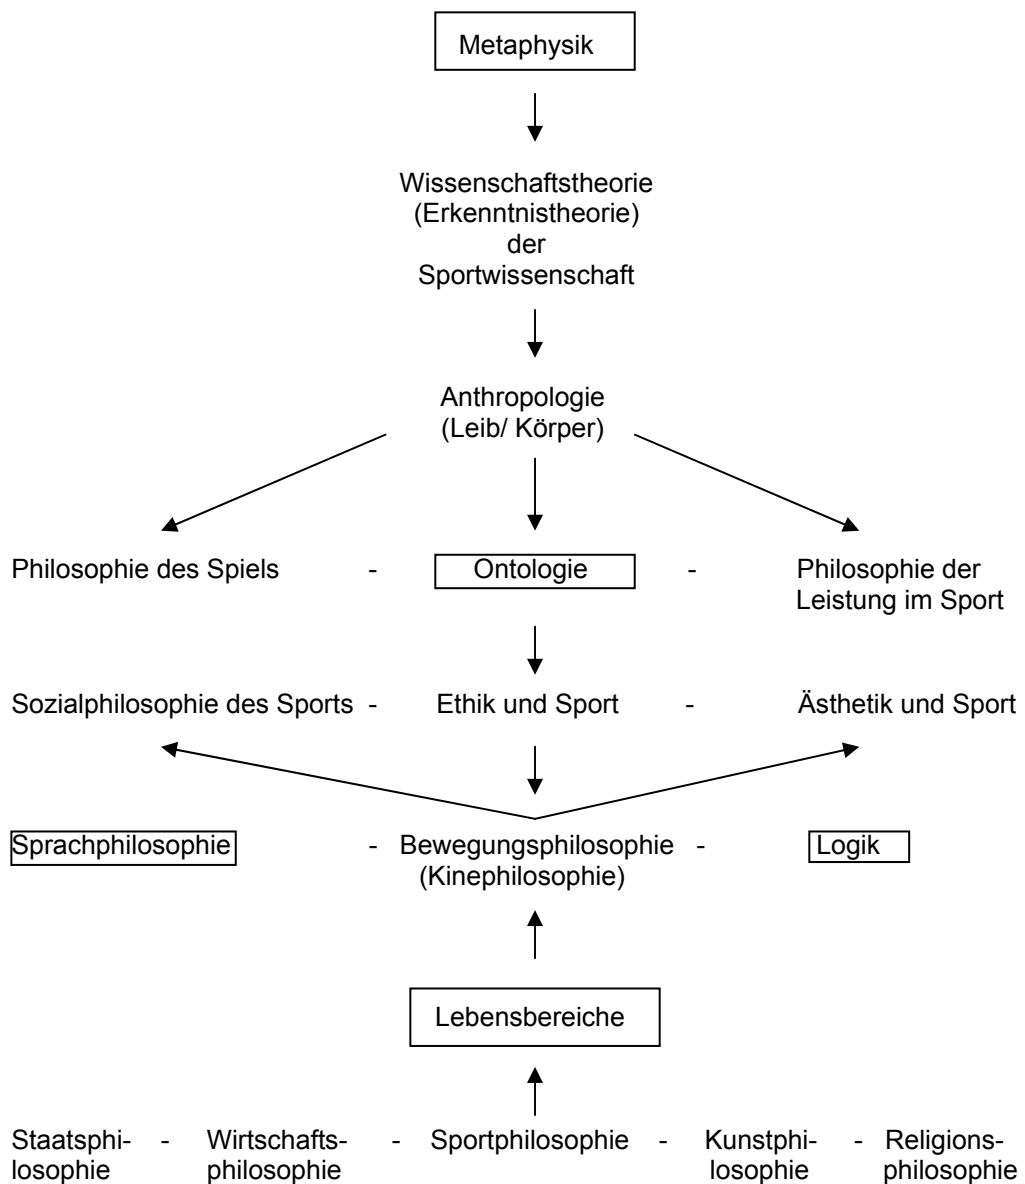 Metaphysik
Wissenschaftstheorie
(Erkenntnistheorie)
der
Sportwissenschaft
Anthropologie
(Leib/ Körper)
Philosophie des Spiels - Ontologie - Philosophie der
Leistung im Sport
Sozialphilosophie des Sports - Ethik und Sport - Ästhetik und Sport
Sprachphilosophie - Bewegungsphilosophie - Logik
(Kinephilosophie)
Lebensbereiche
Staatsphi- - Wirtschafts- - Sportphilosophie - Kunstphi- - Religions-
losophie philosophie losophie philosophie